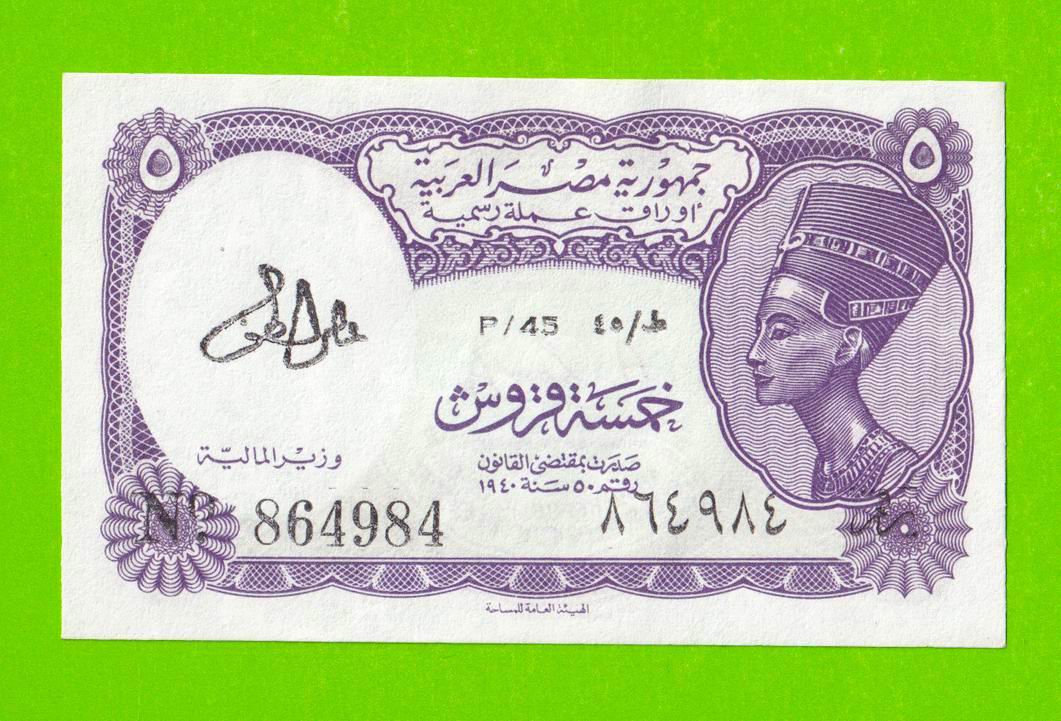 ٥ ٥
جمهورية مصر العربية
أوراق عملة رسمية
P/45 ط/٤٥
خمسة قروش
صدرت بمقتضى القانون
رقم ٥٠ سنة ١٩٤٠
وزير المالية
Nº 864984 ٨٦٤٩٨٤
الهيئة العامة للمساحة